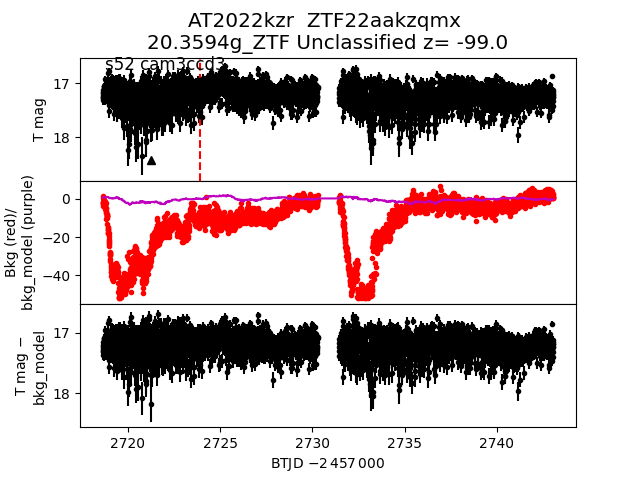 AT2022kzr  ZTF22aakzqmx
20.3594g_ZTF Unclassified z= -99.0
s52 cam3ccd3
17
18
T mag
0
−20
−40
Bkg (red)/
bkg_model (purple)
17
18
T mag −
bkg_model
2720
2725
2730
2735
2740
BTJD −2 457 000